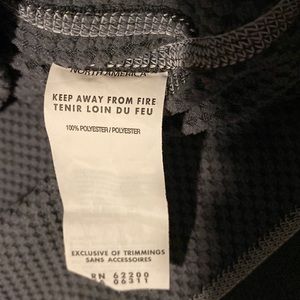 NORTH AMERICA
KEEP AWAY FROM FIRE
TENIR LOIN DU FEU
100% POLYESTER / POLYESTER
EXCLUSIVE OF TRIMMINGS
SANS ACCESSOIRES
RN 62200
06311